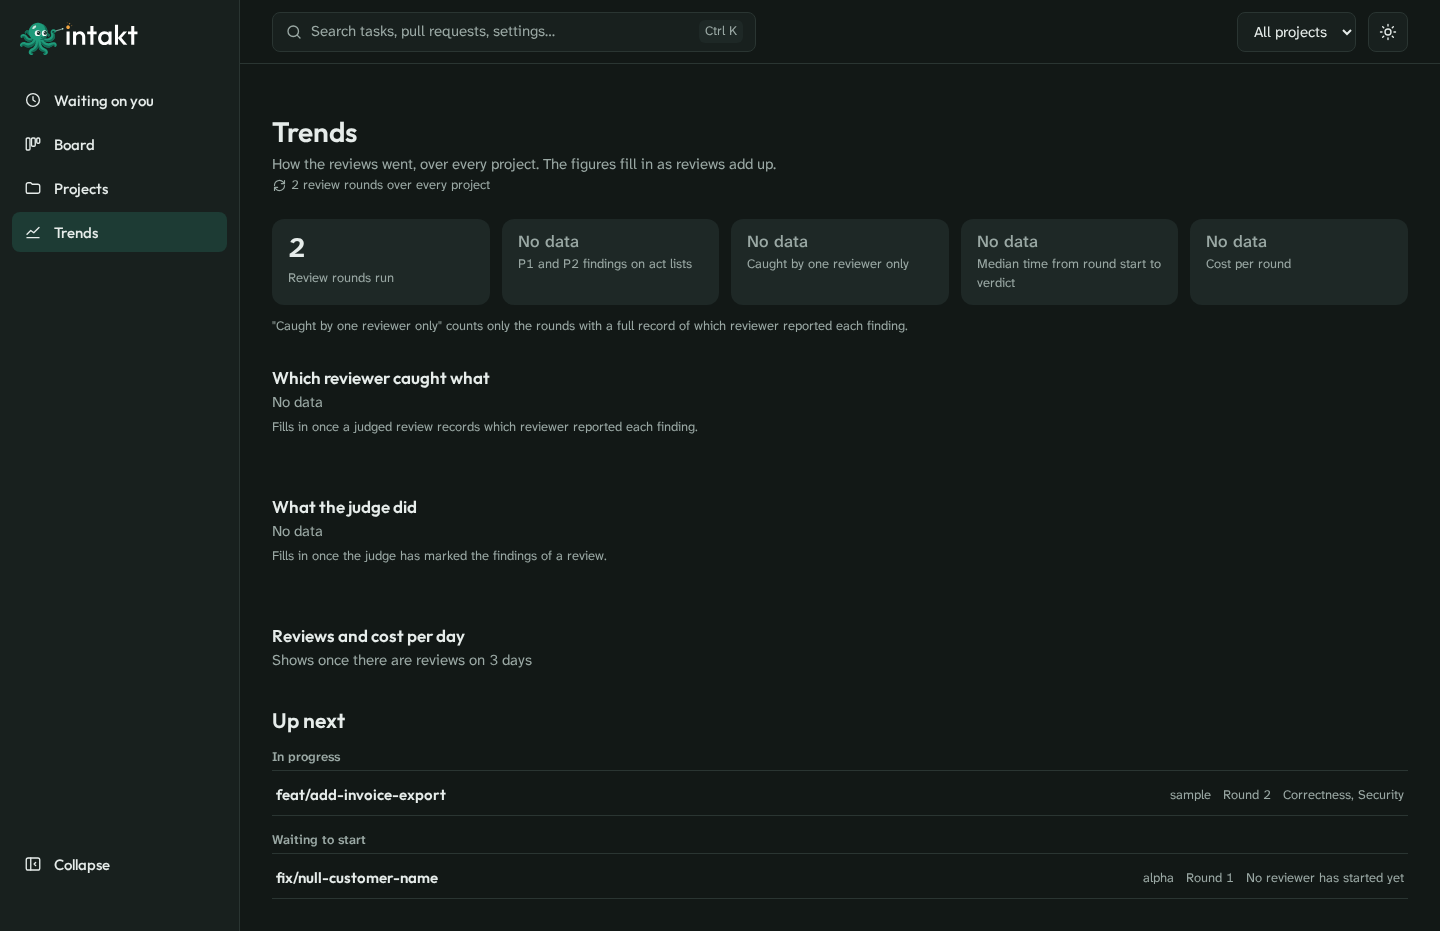 intakt
Search tasks, pull requests, settings...
Ctrl K
All projects
Waiting on you
Board
Projects
Trends
Collapse
Trends
How the reviews went, over every project. The figures fill in as reviews add up.
2 review rounds over every project
2
Review rounds run
No data
P1 and P2 findings on act lists
No data
Caught by one reviewer only
No data
Median time from round start to
verdict
No data
Cost per round
"Caught by one reviewer only" counts only the rounds with a full record of which reviewer reported each finding.
Which reviewer caught what
No data
Fills in once a judged review records which reviewer reported each finding.
What the judge did
No data
Fills in once the judge has marked the findings of a review.
Reviews and cost per day
Shows once there are reviews on 3 days
Up next
In progress
feat/add-invoice-export sample Round 2 Correctness, Security
Waiting to start
fix/null-customer-name alpha Round 1 No reviewer has started yet